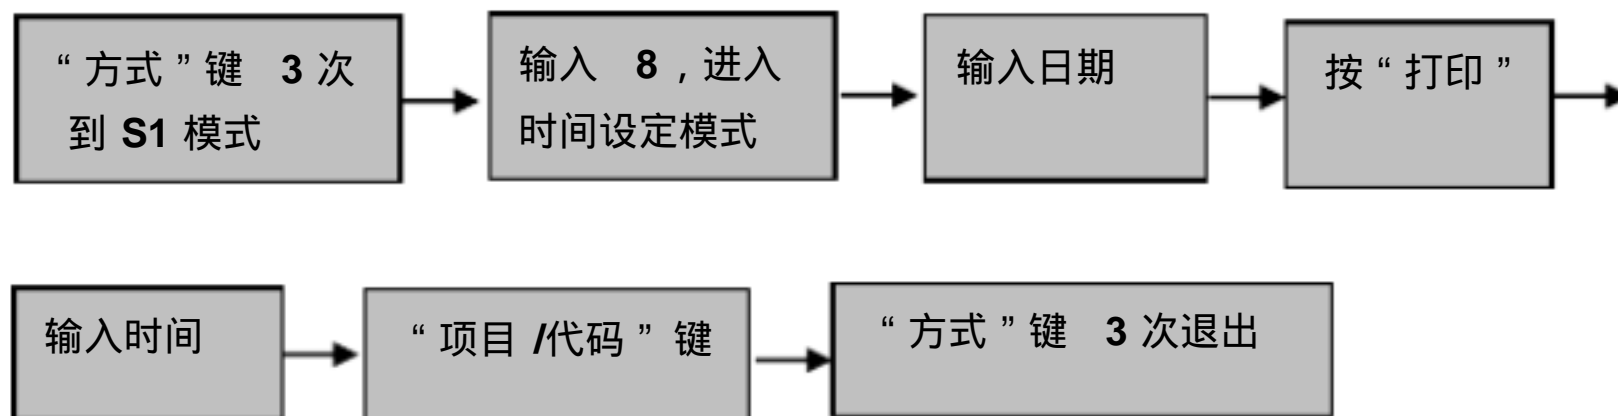 “方式”键 3 次
到 S1 模式
输入 8,进入
时间设定模式
输入日期
按“打印”
输入时间
“项目/代码”键
“方式”键 3 次退出